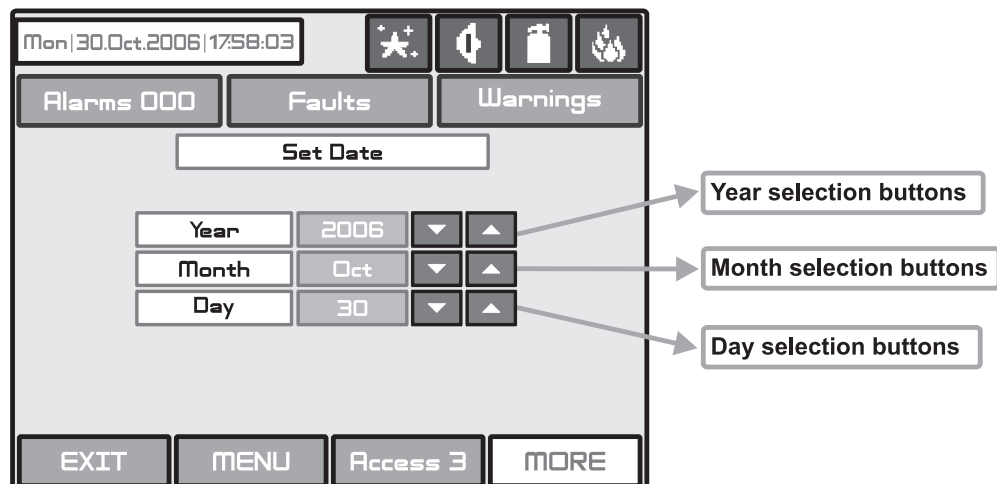 Mon|30.Oct.2006|17:58:03
Alarms 000 Faults Warnings
Set Date
Year 2006
Month Oct
Day 30
Year selection buttons
Month selection buttons
Day selection buttons
EXIT MENU Access 3 MORE